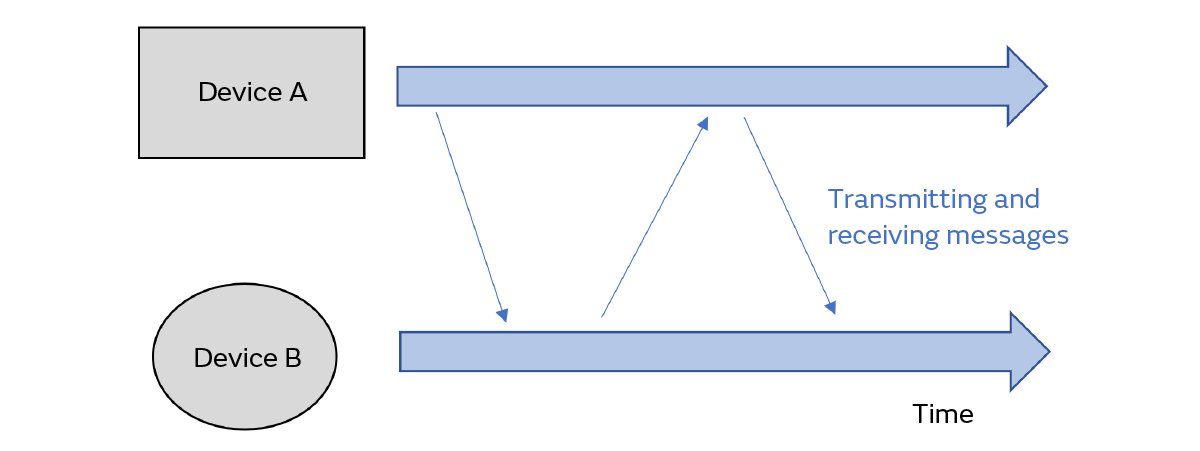 Device A
Transmitting and
receiving messages
Device B
Time